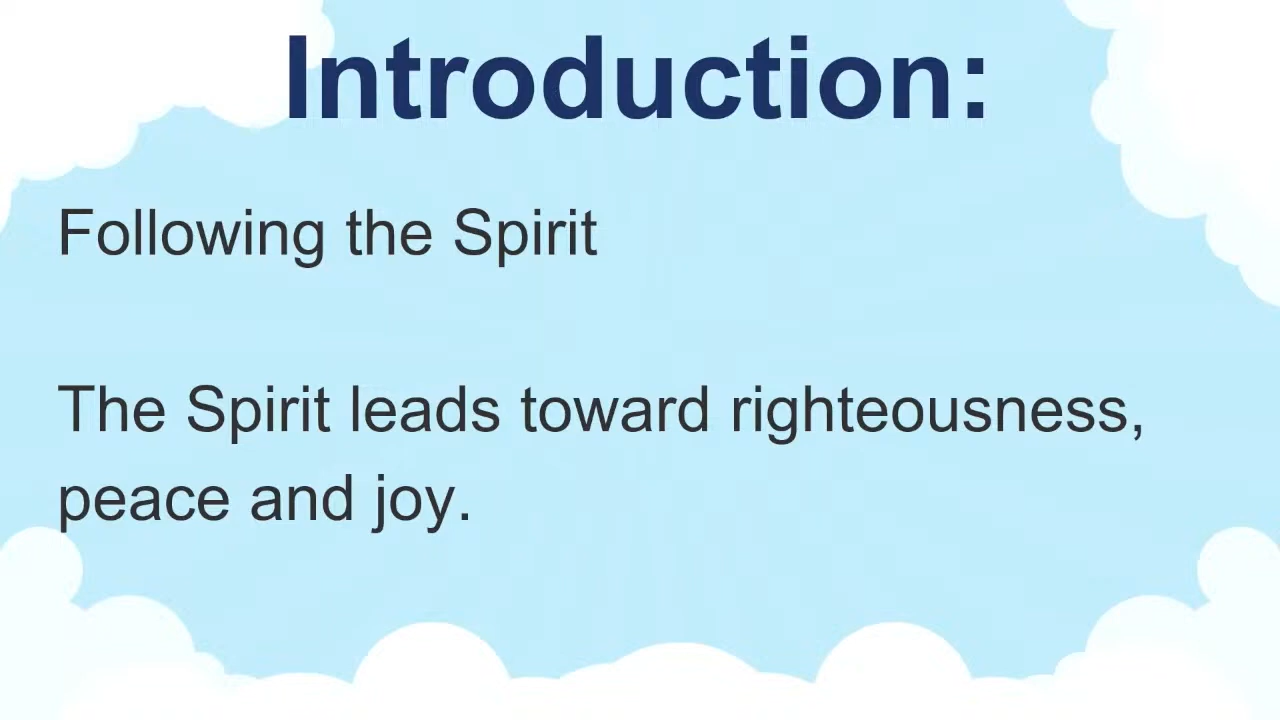 Introduction:
Following the Spirit
The Spirit leads toward righteousness,
peace and joy.